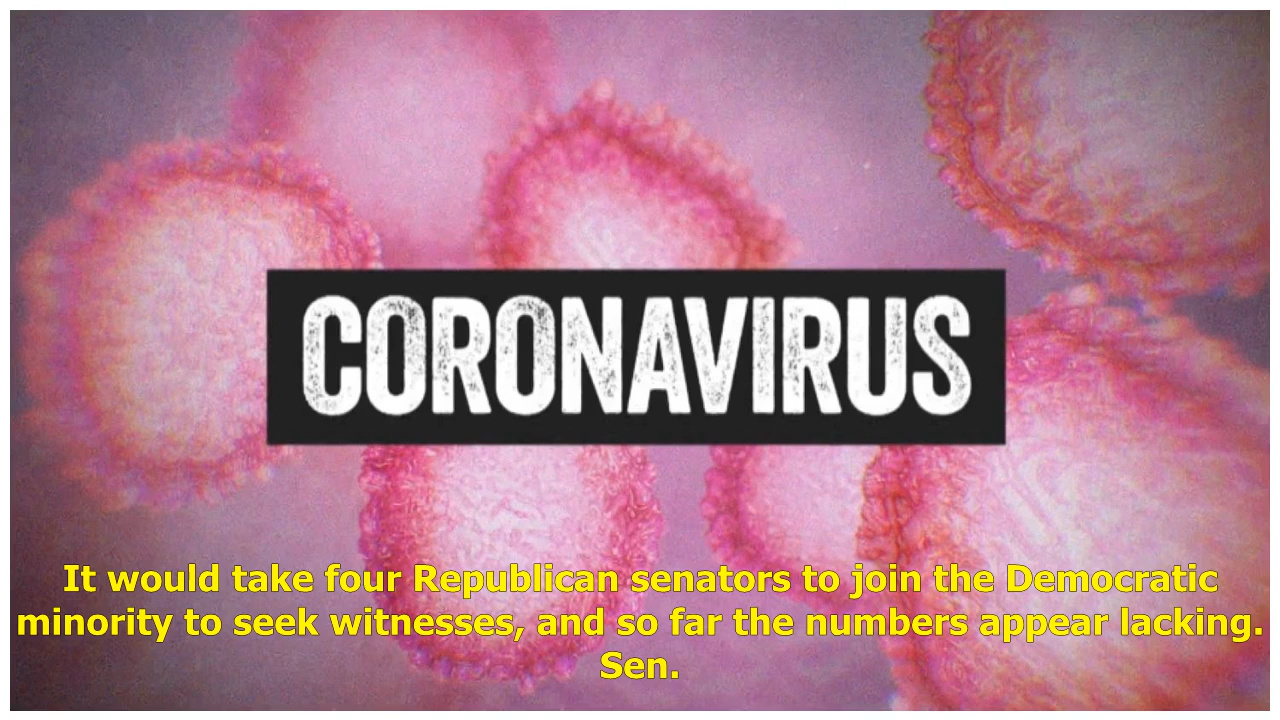 CORONAVIRUS
It would take four Republican senators to join the Democratic
minority to seek witnesses, and so far the numbers appear lacking.
Sen.